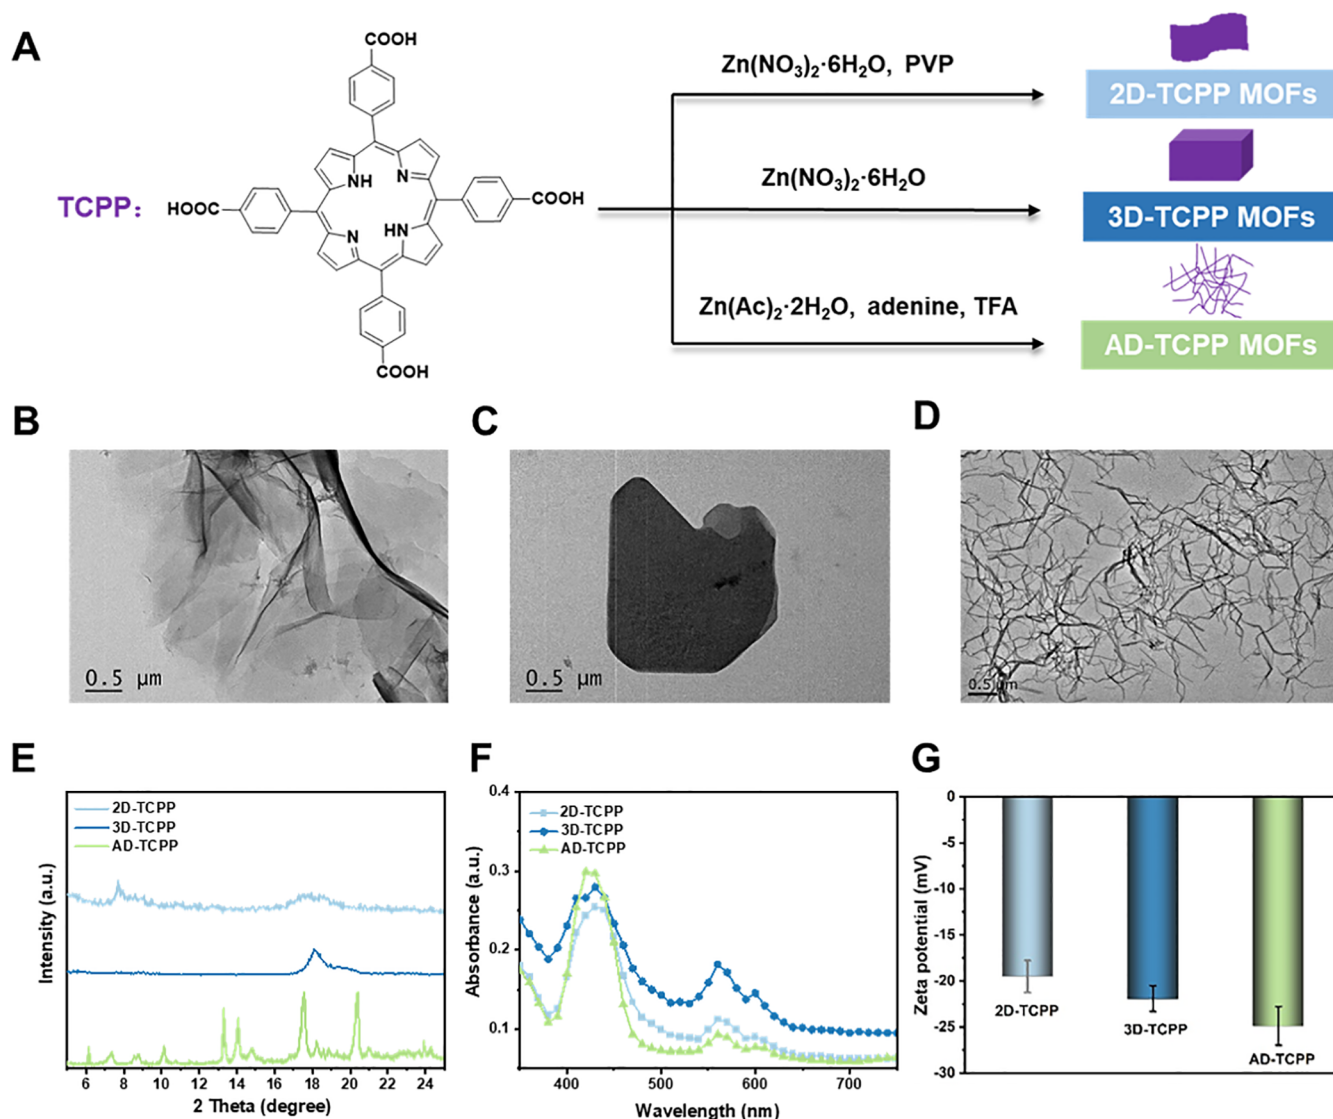 A
COOH
TCPP:
HOOC
NH
N
N
HN
COOH
COOH
Zn(NO₃)₂·6H₂O, PVP
2D-TCPP MOFs
Zn(NO₃)₂·6H₂O
3D-TCPP MOFs
Zn(Ac)₂·2H₂O, adenine, TFA
AD-TCPP MOFs
B
0.5 µm
C
0.5 µm
D
0.5 µm
E
2D-TCPP
3D-TCPP
AD-TCPP
Intensity (a.u.)
6 8 10 12 14 16 18 20 22 24
2 Theta (degree)
F
0.4
0.3
0.2
0.1
2D-TCPP
3D-TCPP
AD-TCPP
Absorbance (a.u.)
400 500 600 700
Wavelength (nm)
G
0
-5
-10
-15
-20
-25
-30
Zeta potential (mV)
2D-TCPP
3D-TCPP
AD-TCPP